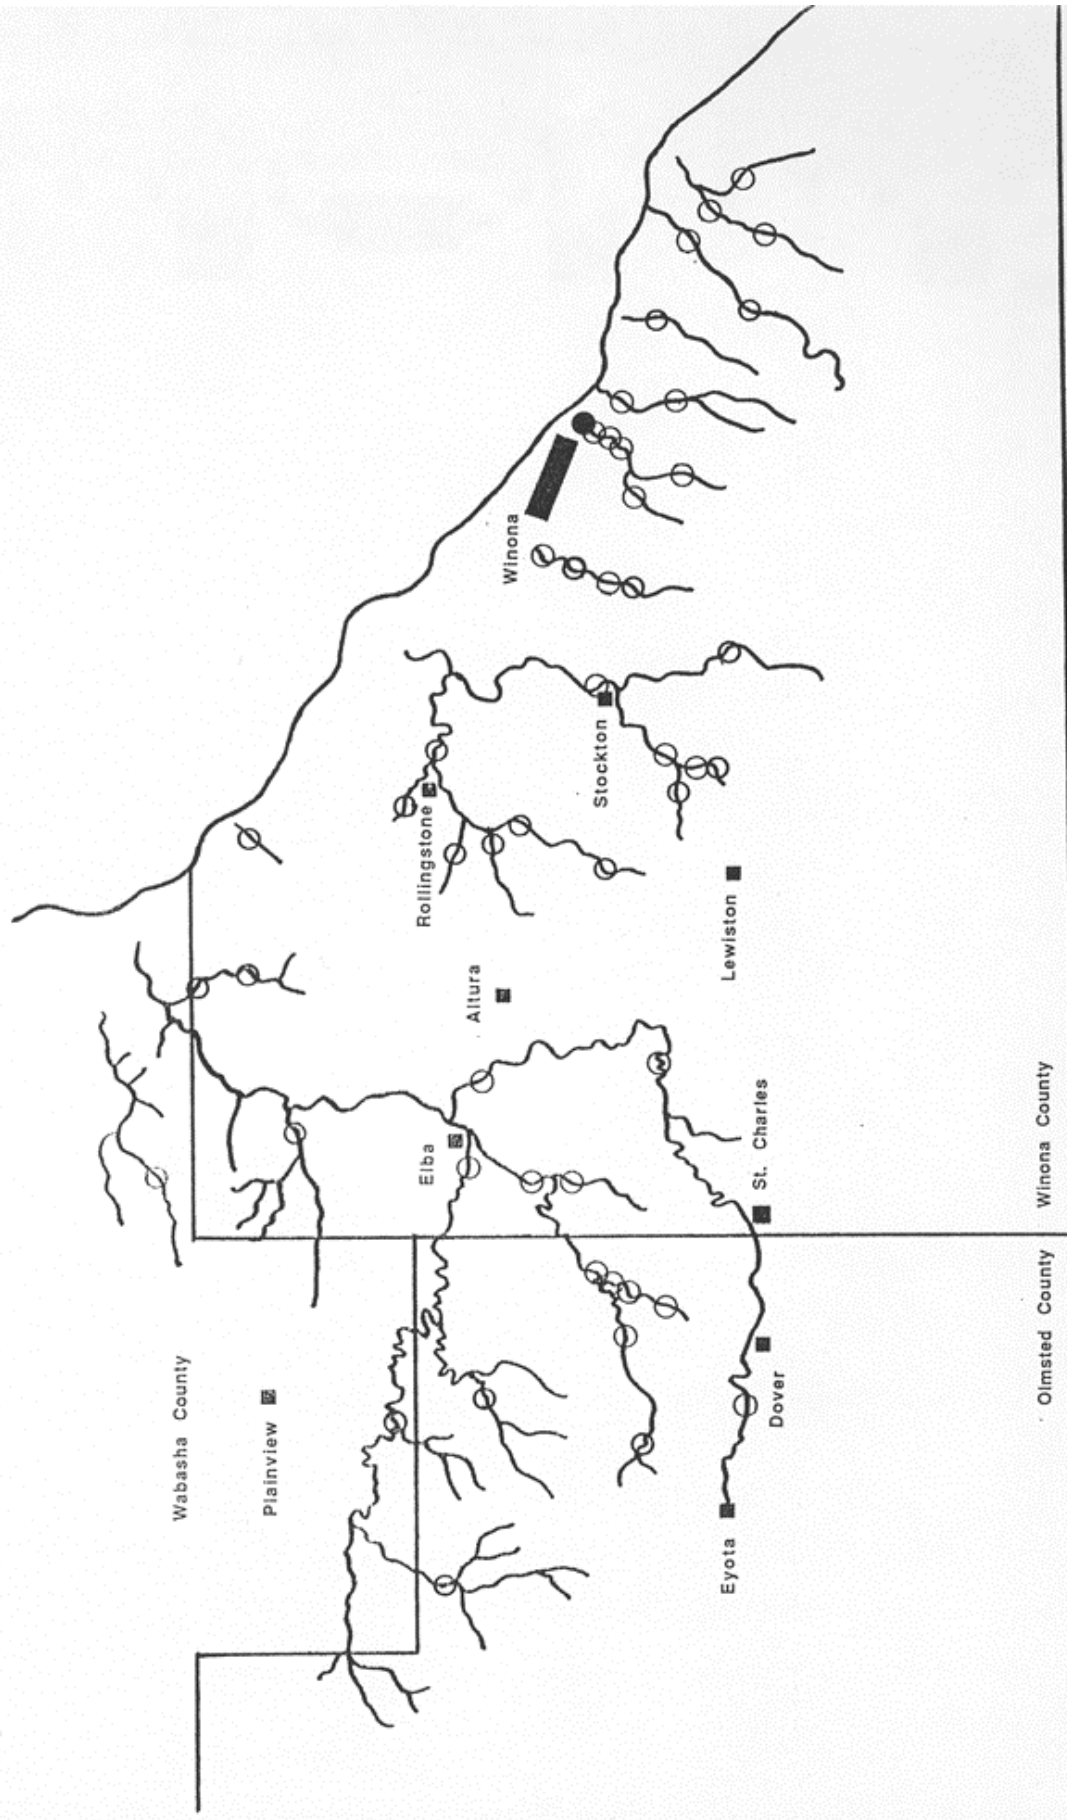 Wabasha County
Plainview
Elba
Altura
Rollingstone
Winona
Stockton
Lewiston
St. Charles
Dover
Eyota
Olmsted County
Winona County